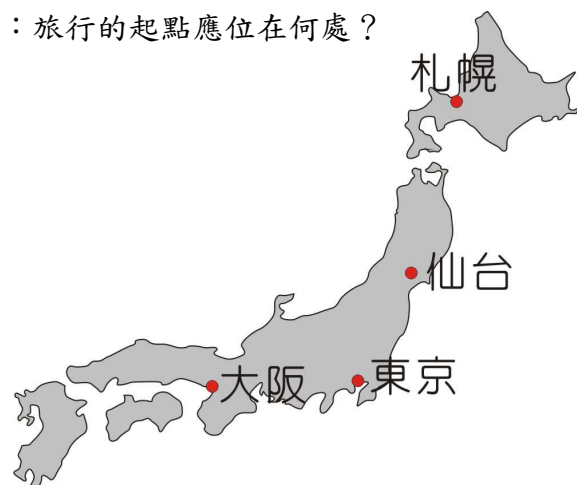 ：旅行的起點應位在何處？
札幌
仙台
大阪
東京